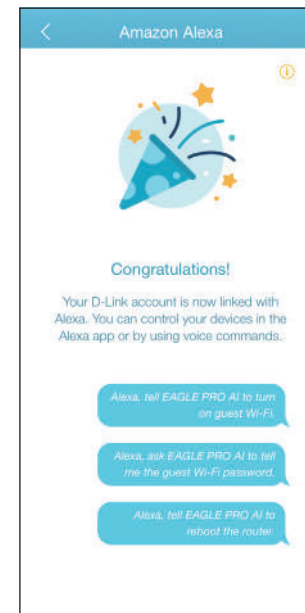 Amazon Alexa
Congratulations!
Your D-Link account is now linked with
Alexa. You can control your devices in the
Alexa app or by using voice commands.
Alexa, tell EAGLE PRO AI to turn
on guest Wi-Fi.
Alexa, ask EAGLE PRO AI to tell
me the guest Wi-Fi password.
Alexa, tell EAGLE PRO AI to
reboot the router.